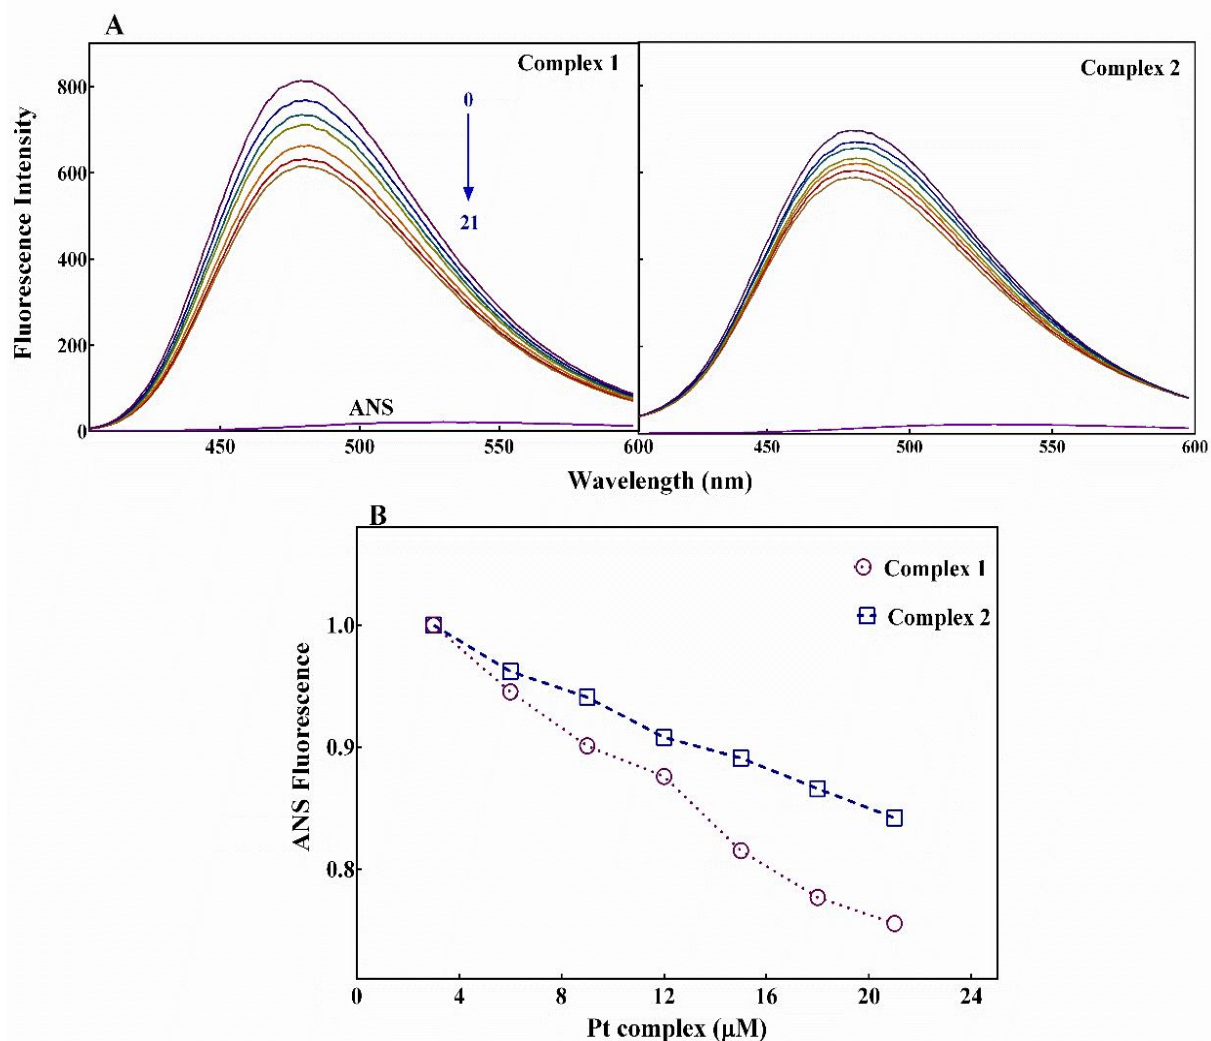 A
Complex 1
Complex 2
800
600
400
200
0
0
21
ANS
450
500
550
600
450
500
550
600
Fluorescence Intensity
Wavelength (nm)
B
Complex 1
Complex 2
1.0
0.9
0.8
ANS Fluorescence
0
4
8
12
16
20
24
Pt complex (μM)